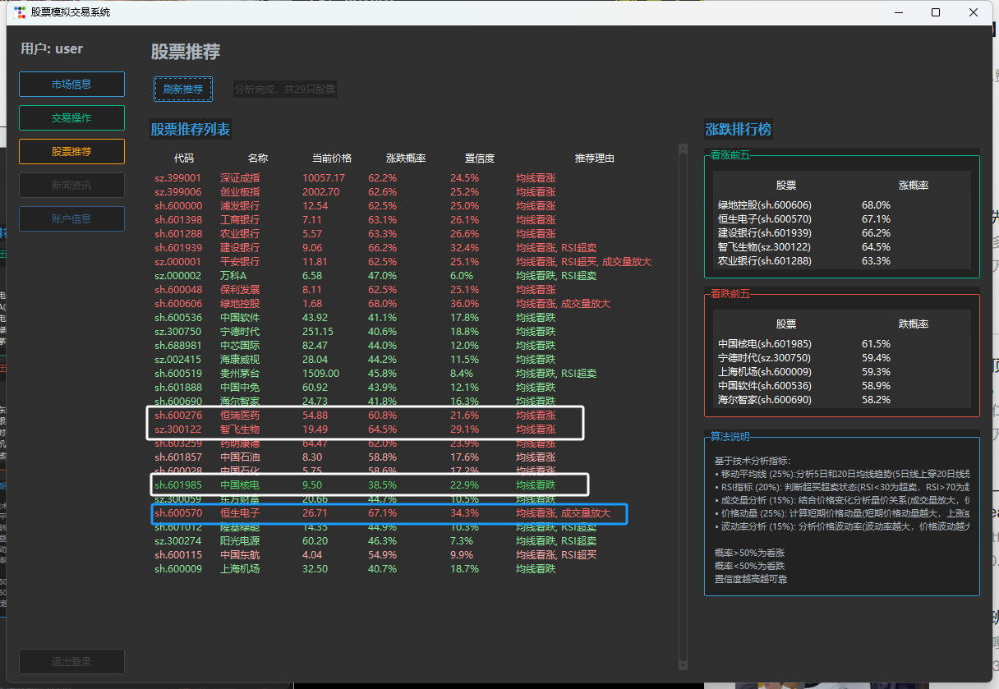 股票模拟交易系统
用户: user
市场信息
交易操作
股票推荐
新闻资讯
账户信息
退出登录
股票推荐
刷新推荐 分析完成，共29只股票
股票推荐列表
代码 名称 当前价格 涨跌概率 置信度 推荐理由
sz.399001 深证成指 10057.17 62.2% 24.5% 均线看涨
sz.399006 创业板指 2002.70 62.6% 25.2% 均线看涨
sh.600000 浦发银行 12.54 62.5% 25.0% 均线看涨
sh.601398 工商银行 7.11 63.1% 26.1% 均线看涨
sh.601288 农业银行 5.57 63.3% 26.6% 均线看涨
sh.601939 建设银行 9.06 66.2% 32.4% 均线看涨, RSI超卖
sz.000001 平安银行 11.81 62.5% 25.1% 均线看涨, RSI超买, 成交量放大
sz.000002 万科A 6.58 47.0% 6.0% 均线看跌, RSI超卖
sh.600048 保利发展 8.11 62.5% 25.1% 均线看涨
sh.600606 绿地控股 1.68 68.0% 36.0% 均线看涨, 成交量放大
sh.600536 中国软件 43.92 41.1% 17.8% 均线看跌
sz.300750 宁德时代 251.15 40.6% 18.8% 均线看跌
sh.688981 中芯国际 82.47 44.0% 12.0% 均线看跌
sz.002415 海康威视 28.04 44.2% 11.5% 均线看跌
sh.600519 贵州茅台 1509.00 45.8% 8.4% 均线看跌, RSI超卖
sh.601888 中国中免 60.92 43.9% 12.1% 均线看跌
sh.600690 海尔智家 24.73 41.8% 16.3% 均线看跌
sh.600276 恒瑞医药 54.88 60.8% 21.6% 均线看涨
sz.300122 智飞生物 19.49 64.5% 29.1% 均线看涨
sh.603259 药明康德 64.47 62.0% 23.9% 均线看涨
sh.601857 中国石油 8.30 58.8% 17.6% 均线看涨
sh.600028 中国石化 5.75 58.6% 17.2% 均线看涨
sh.601985 中国核电 9.50 38.5% 22.9% 均线看跌
sz.300059 东方财富 20.66 44.7% 10.5% 均线看跌
sh.600570 恒生电子 26.71 67.1% 34.3% 均线看涨, 成交量放大
sh.601012 隆基绿能 14.35 44.9% 10.3% 均线看跌, RSI超卖
sz.300274 阳光电源 60.20 46.3% 7.3% 均线看跌, RSI超卖
sh.600115 中国东航 4.04 54.9% 9.9% 均线看涨, RSI超买
sh.600009 上海机场 32.50 40.7% 18.7% 均线看跌
涨跌排行榜
看涨前五
股票 涨概率
绿地控股(sh.600606) 68.0%
恒生电子(sh.600570) 67.1%
建设银行(sh.601939) 66.2%
智飞生物(sz.300122) 64.5%
农业银行(sh.601288) 63.3%
看跌前五
股票 跌概率
中国核电(sh.601985) 61.5%
宁德时代(sz.300750) 59.4%
上海机场(sh.600009) 59.3%
中国软件(sh.600536) 58.9%
海尔智家(sh.600690) 58.2%
算法说明
基于技术分析指标:
• 移动平均线 (25%):分析5日和20日均线趋势(5日线上穿20日线
• RSI指标 (20%): 判断超买超卖状态(RSI<30为超卖，RSI>70为
• 成交量分析 (15%): 结合价格变化分析量价关系(成交量放大，
• 价格动量 (25%): 计算短期价格动量(短期价格动量越大，上涨
• 波动率分析 (15%): 分析价格波动率(波动率越大，价格波动越
概率>50%为看涨
概率<50%为看跌
置信度越高越可靠